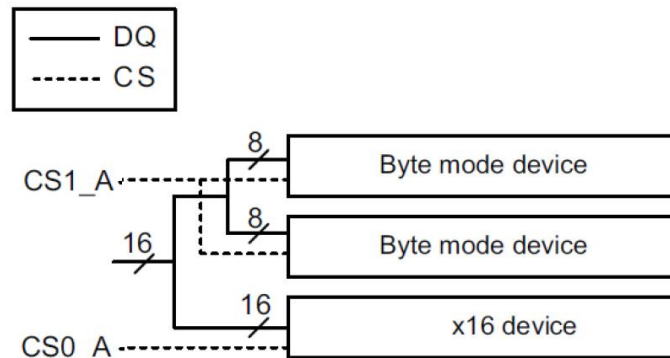 DQ
CS
8
Byte mode device
CS1_A
8
Byte mode device
16
16
x16 device
CS0_A